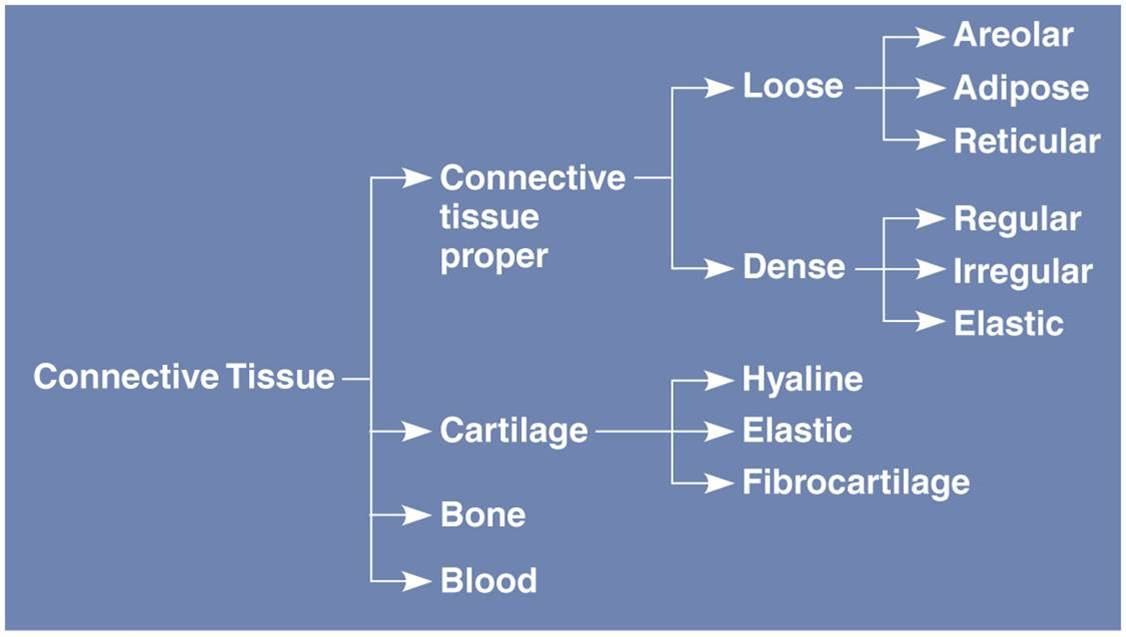 Areolar
Loose
Adipose
Reticular
Connective
tissue
proper
Regular
Dense
Irregular
Elastic
Connective Tissue
Hyaline
Cartilage
Elastic
Fibrocartilage
Bone
Blood